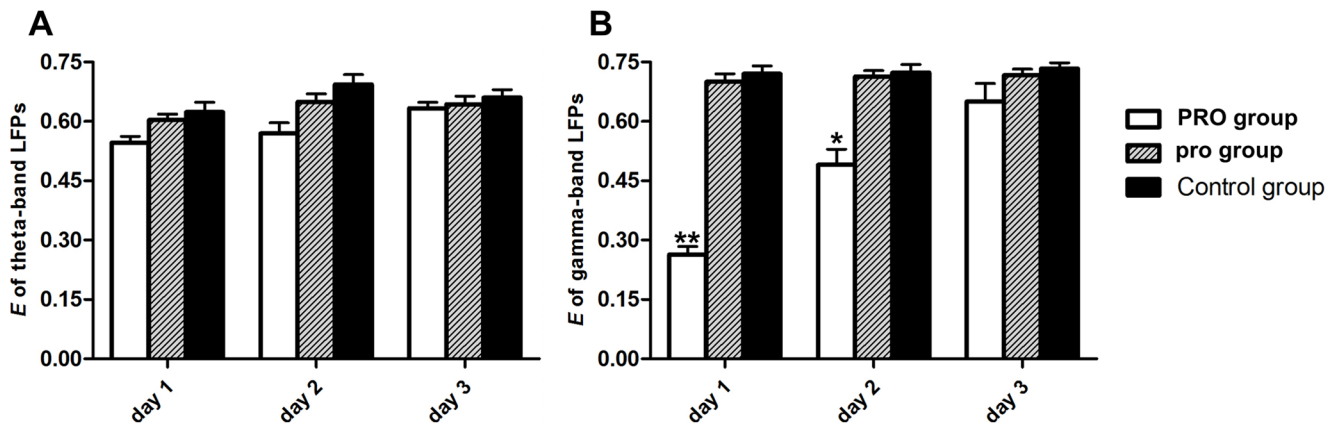 A
E of theta-band LFPs
0.75
0.60
0.45
0.30
0.15
0.00
day 1
day 2
day 3
B
E of gamma-band LFPs
0.75
0.60
0.45
0.30
0.15
0.00
**
*
day 1
day 2
day 3
PRO group
pro group
Control group